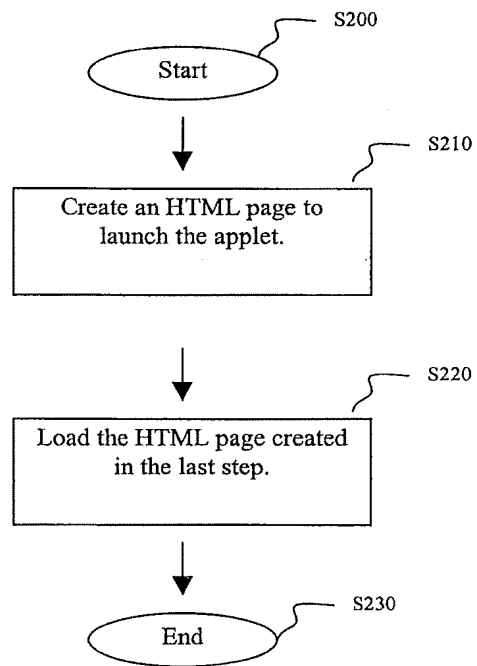 S200
Start
S210
Create an HTML page to
launch the applet.
S220
Load the HTML page created
in the last step.
S230
End